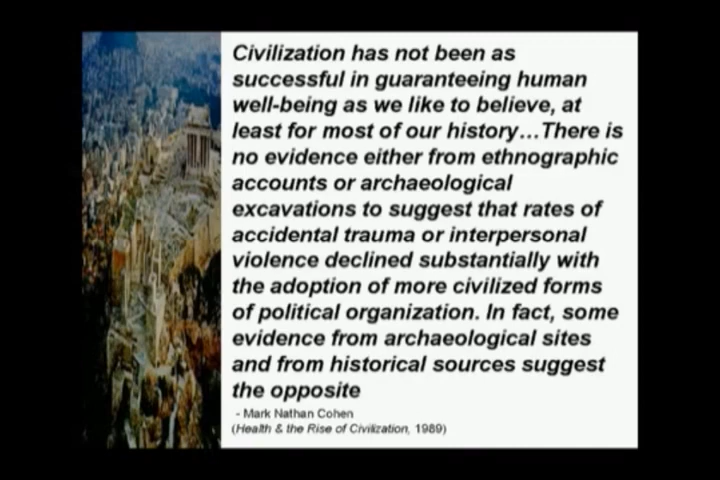 Civilization has not been as
successful in guaranteeing human
well-being as we like to believe, at
least for most of our history...There is
no evidence either from ethnographic
accounts or archaeological
excavations to suggest that rates of
accidental trauma or interpersonal
violence declined substantially with
the adoption of more civilized forms
of political organization. In fact, some
evidence from archaeological sites
and from historical sources suggest
the opposite
- Mark Nathan Cohen
(Health & the Rise of Civilization, 1989)